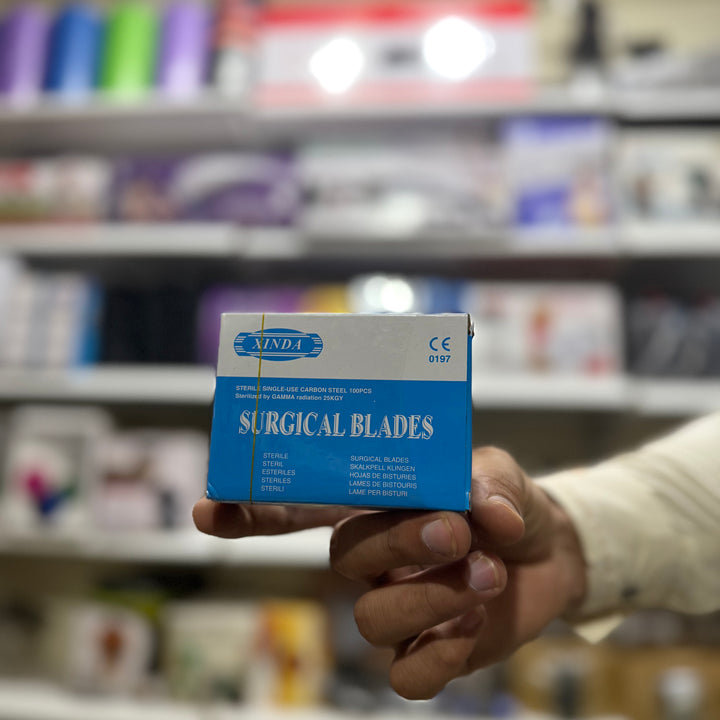 XINDA
CE
0197
STERILE SINGLE-USE CARBON STEEL 100PCS
Sterilized by GAMMA radiation 25KGY
SURGICAL BLADES
STERILE
STERIL
ESTERILES
STERILES
STERILI
SURGICAL BLADES
SKALKPELL KLINGEN
HOJAS DE BISTURIES
LAMES DE BISTOURIS
LAME PER BISTURI